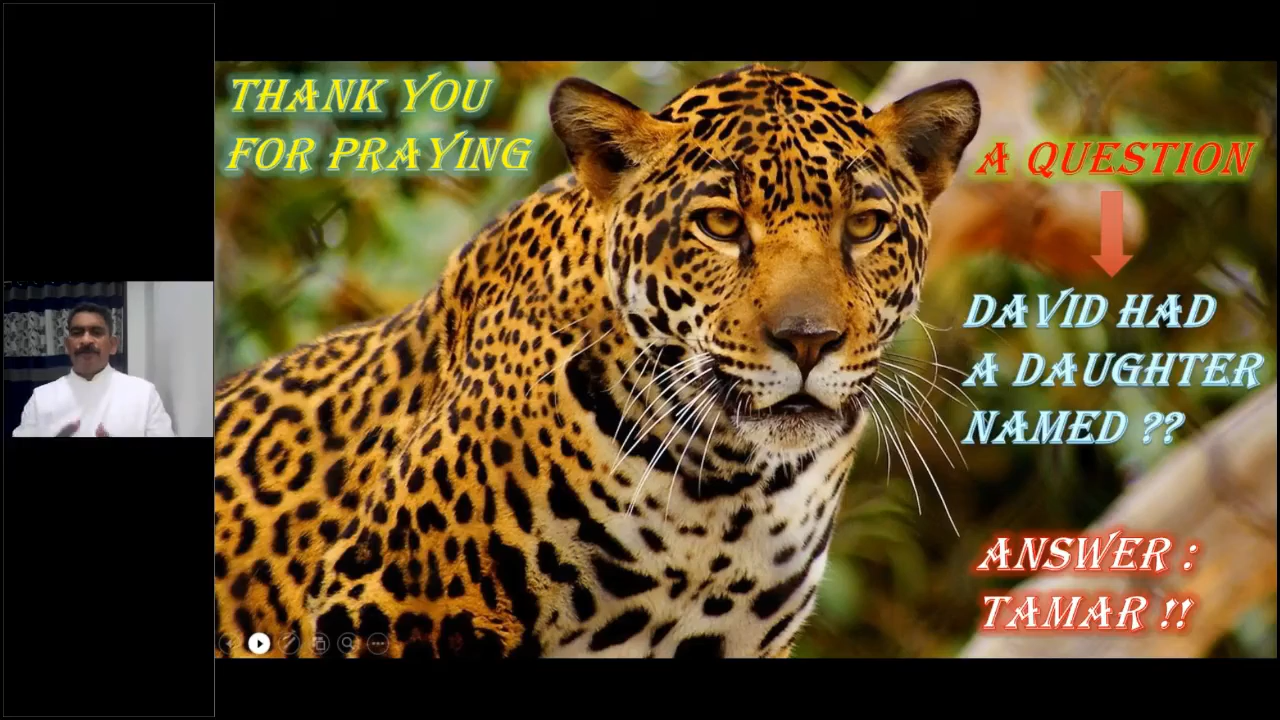 THANK YOU
FOR PRAYING
A QUESTION
DAVID HAD
A DAUGHTER
NAMED ??
ANSWER :
TAMAR !!